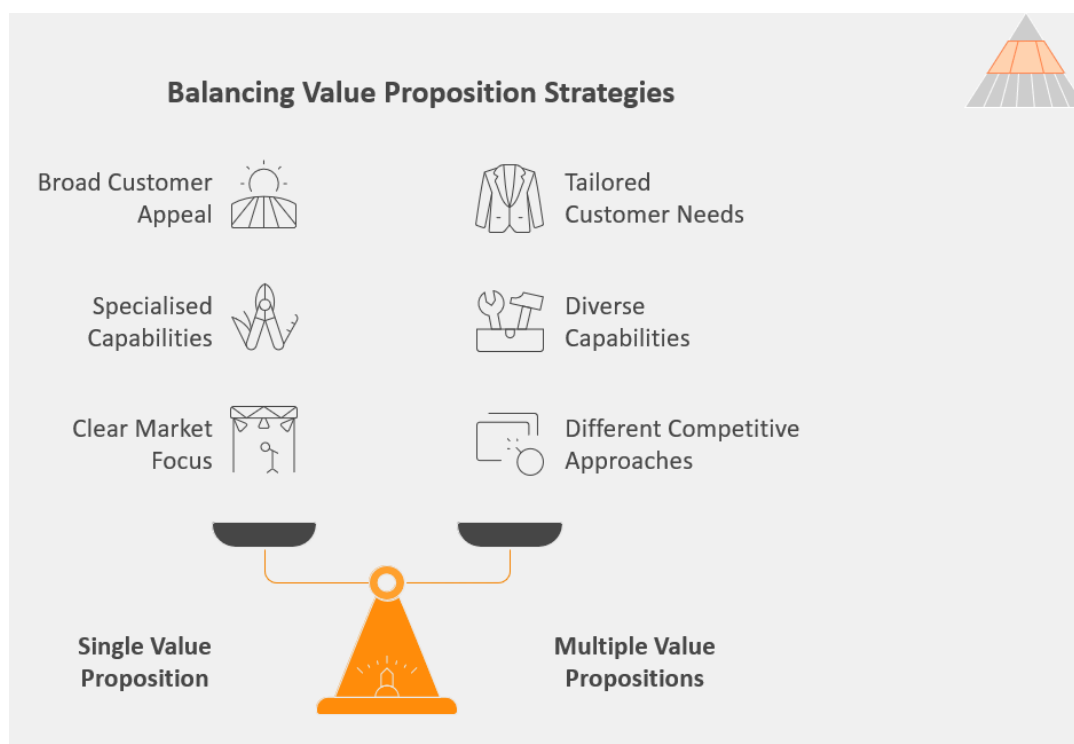 Balancing Value Proposition Strategies
Broad Customer
Appeal
Tailored
Customer Needs
Specialised
Capabilities
Diverse
Capabilities
Clear Market
Focus
Different Competitive
Approaches
Single Value
Proposition
Multiple Value
Propositions